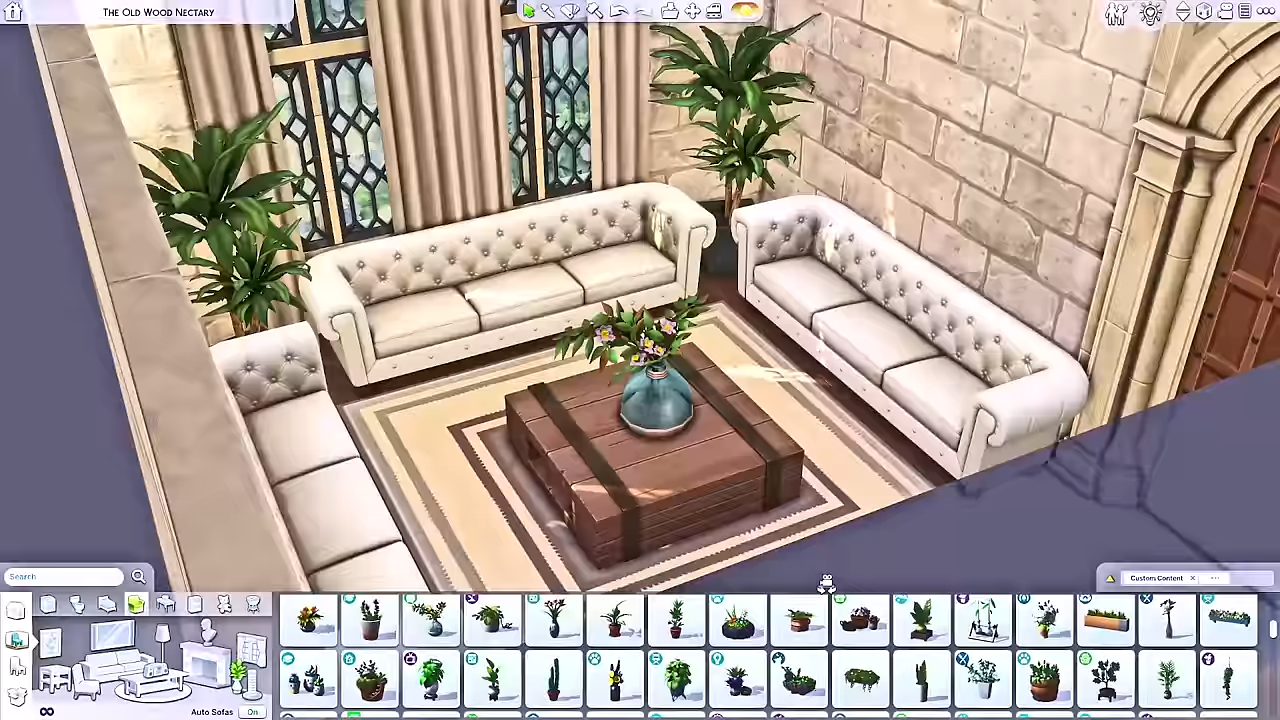 The Old Wood Nectary
Custom Content
Search
Auto Sofas
On